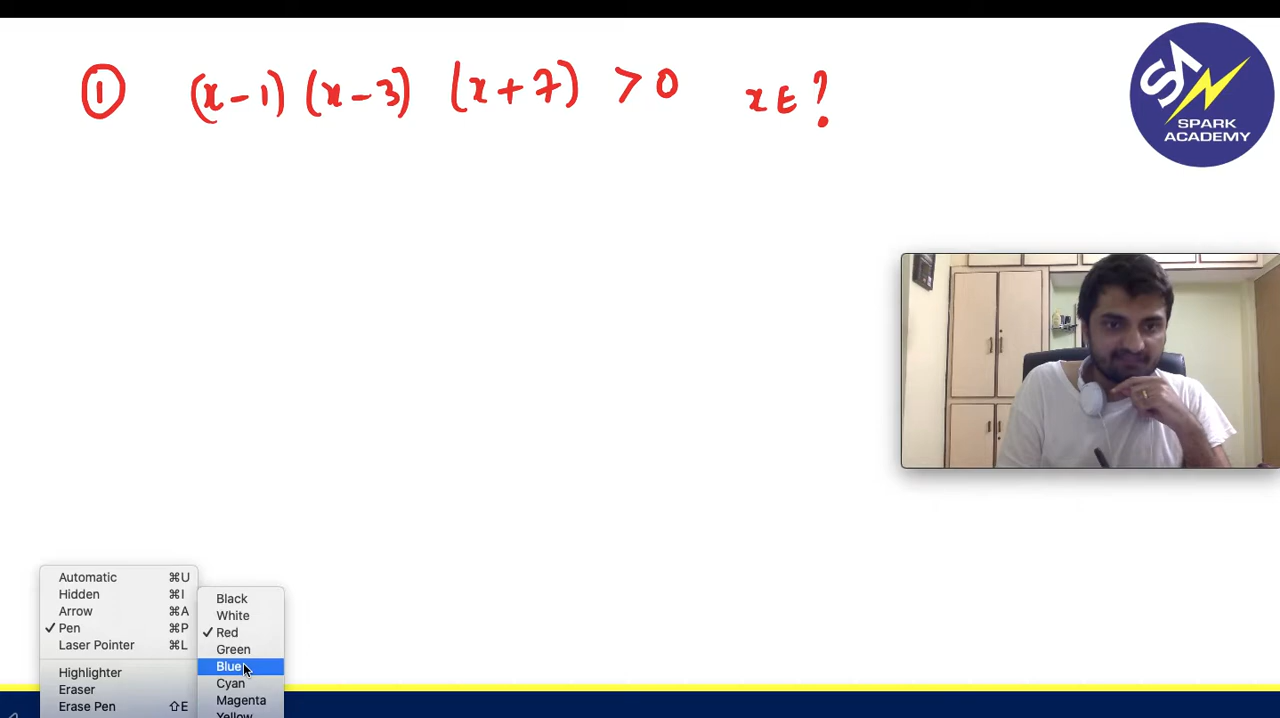 ① (x-1) (x-3) (x+7) > 0 x ∈ ?
SPARK
ACADEMY
Automatic ⌘U
Hidden ⌘I
Arrow ⌘A
✓ Pen ⌘P
Laser Pointer ⌘L
Highlighter
Eraser
Erase Pen ⇧E
Black
White
✓ Red
Green
Blue
Cyan
Magenta
Yellow